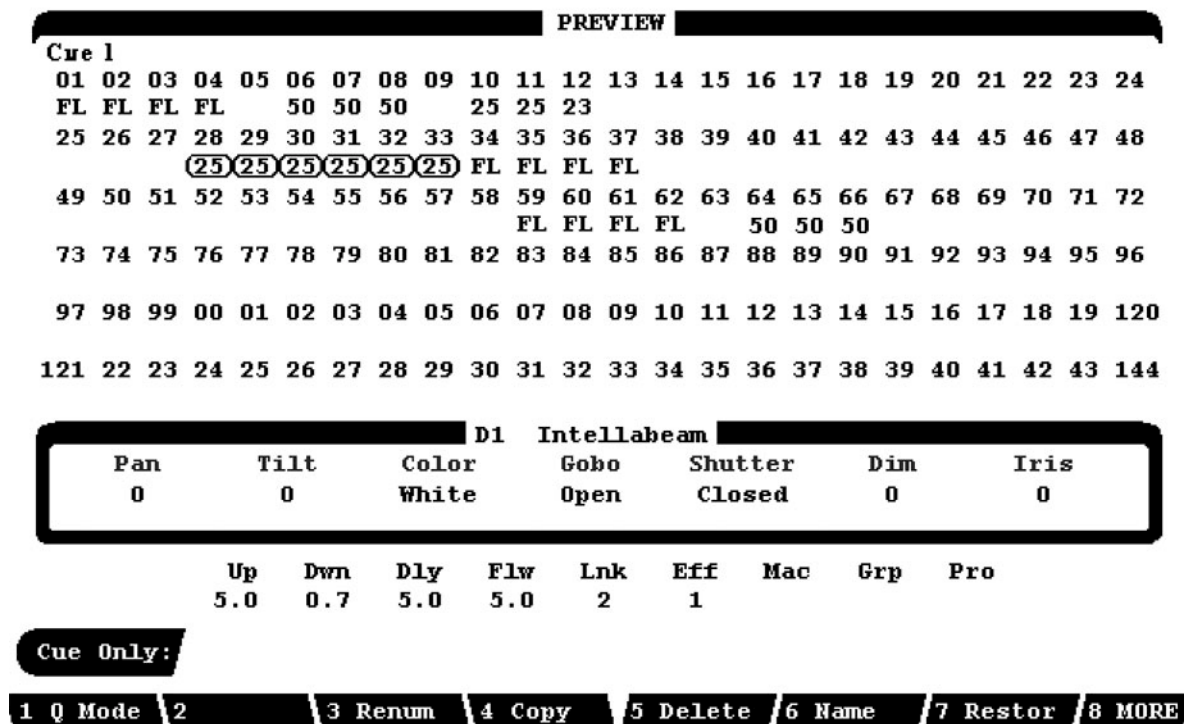 PREVIEW
Cue 1
01 02 03 04 05 06 07 08 09 10 11 12 13 14 15 16 17 18 19 20 21 22 23 24
FL FL FL FL 50 50 50 25 25 23
25 26 27 28 29 30 31 32 33 34 35 36 37 38 39 40 41 42 43 44 45 46 47 48
25 25 25 25 25 25 FL FL FL FL
49 50 51 52 53 54 55 56 57 58 59 60 61 62 63 64 65 66 67 68 69 70 71 72
FL FL FL FL 50 50 50
73 74 75 76 77 78 79 80 81 82 83 84 85 86 87 88 89 90 91 92 93 94 95 96
97 98 99 00 01 02 03 04 05 06 07 08 09 10 11 12 13 14 15 16 17 18 19 120
121 22 23 24 25 26 27 28 29 30 31 32 33 34 35 36 37 38 39 40 41 42 43 144
D1 Intellabeam
Pan Tilt Color Gobo Shutter Dim Iris
0 0 White Open Closed 0 0
Up Dwn Dly Flw Lnk Eff Mac Grp Pro
5.0 0.7 5.0 5.0 2 1
Cue Only:
1 Q Mode 2 3 Renum 4 Copy 5 Delete 6 Name 7 Restor 8 MORE